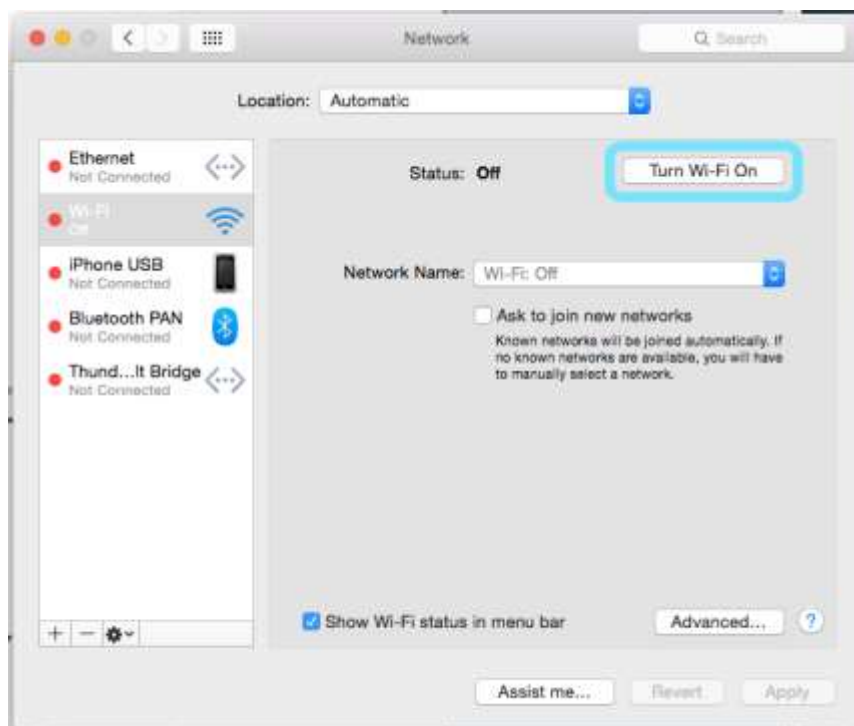 Network
Search
Location: Automatic
Ethernet
Not Connected
Wi-Fi
Off
iPhone USB
Not Connected
Bluetooth PAN
Not Connected
Thund...lt Bridge
Not Connected
Status: Off
Turn Wi-Fi On
Network Name: Wi-Fi: Off
Ask to join new networks
Known networks will be joined automatically. If
no known networks are available, you will have
to manually select a network.
Show Wi-Fi status in menu bar
Advanced... ?
+ −
Assist me... Revert Apply